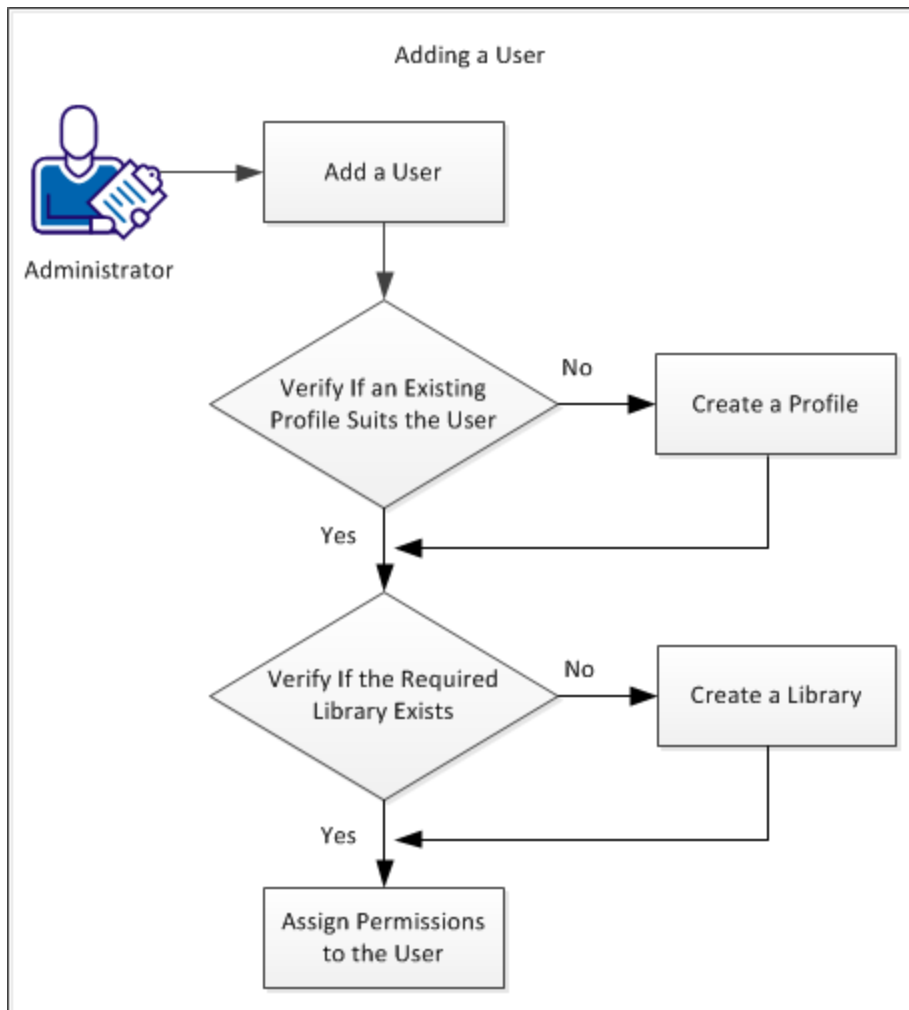 Adding a User
Add a User
Administrator
Verify If an Existing
Profile Suits the User
No
Create a Profile
Yes
Verify If the Required
Library Exists
No
Create a Library
Yes
Assign Permissions
to the User